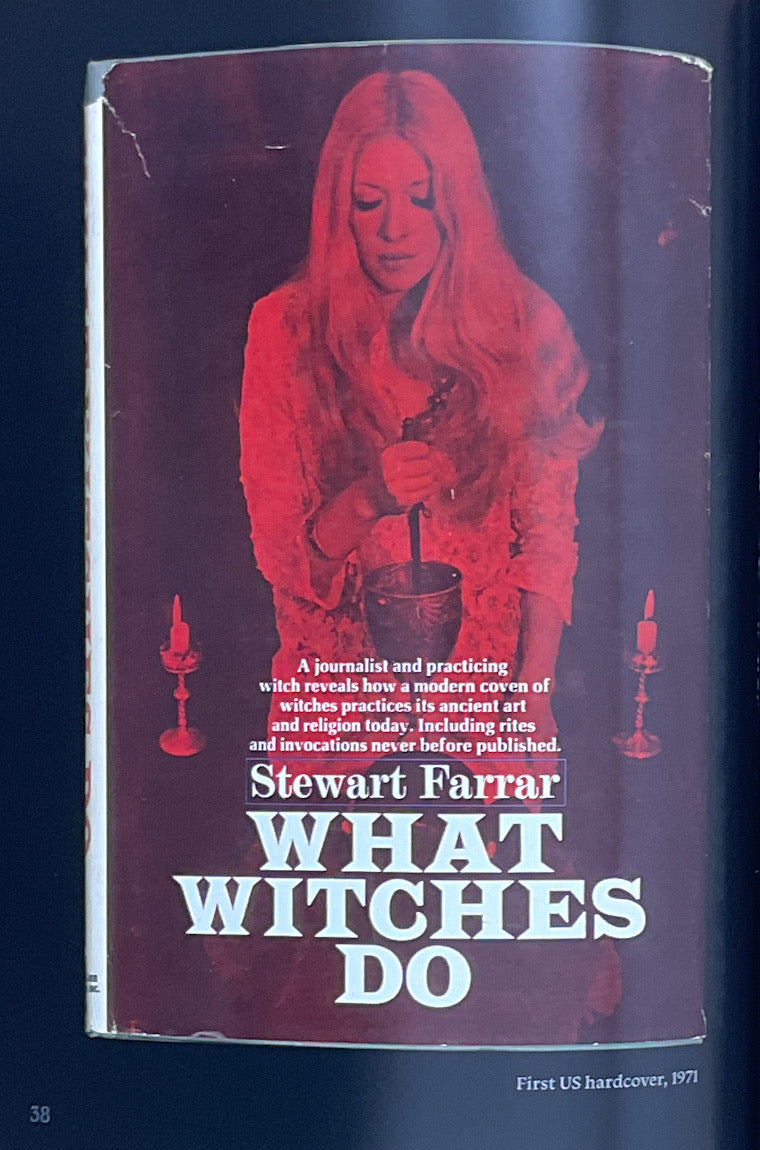 A journalist and practicing
witch reveals how a modern coven of
witches practices its ancient art
and religion today. Including rites
and invocations never before published.
Stewart Farrar
WHAT
WITCHES
DO
First US hardcover, 1971
38